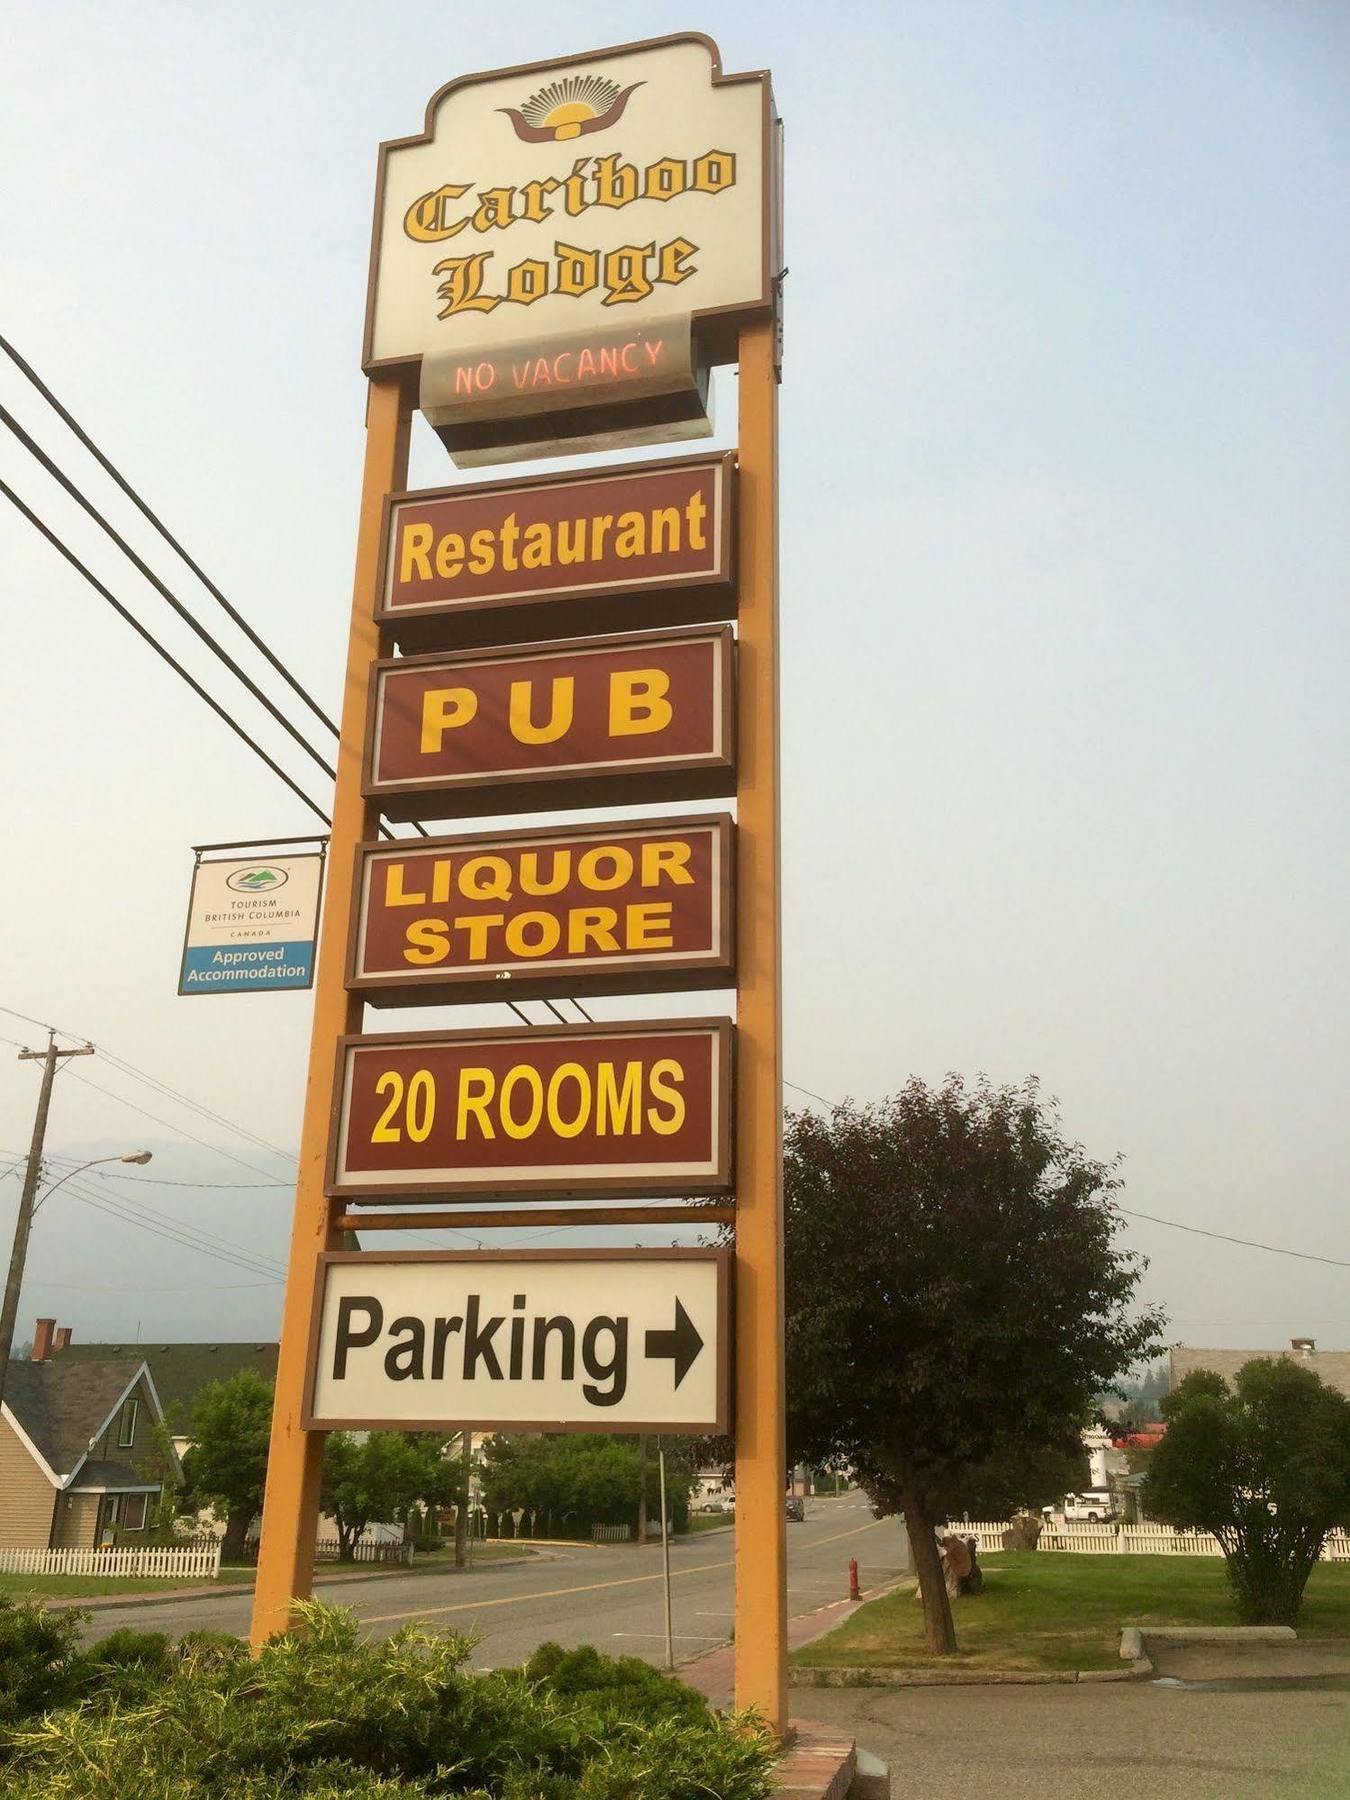 Cariboo
Lodge
NO VACANCY
Restaurant
PUB
LIQUOR
STORE
TOURISM
BRITISH COLUMBIA
CANADA
Approved
Accommodation
20 ROOMS
Parking →